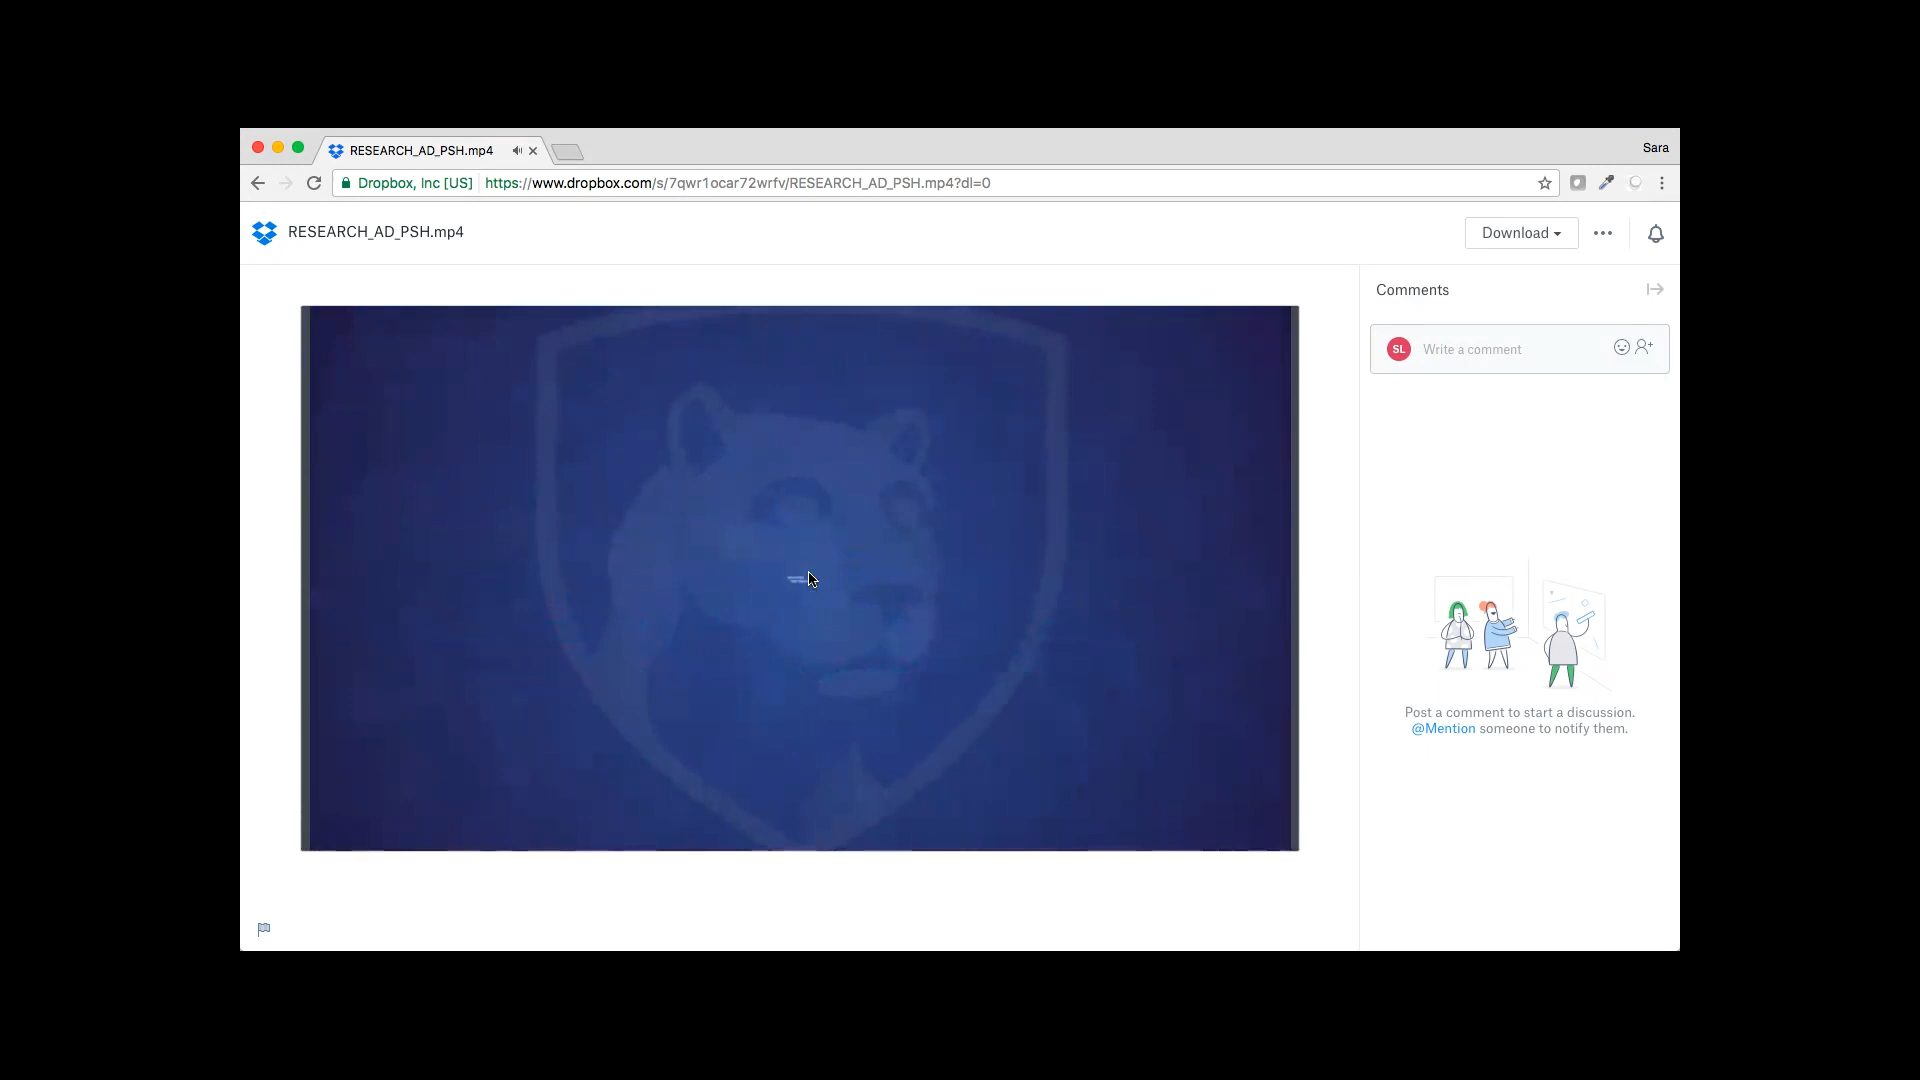 RESEARCH_AD_PSH.mp4
Sara
Dropbox, Inc [US]
https://www.dropbox.com/s/7qwr1ocar72wrfv/RESEARCH_AD_PSH.mp4?dl=0
RESEARCH_AD_PSH.mp4
Download
Comments
SL
Write a comment
Post a comment to start a discussion.
@Mention someone to notify them.